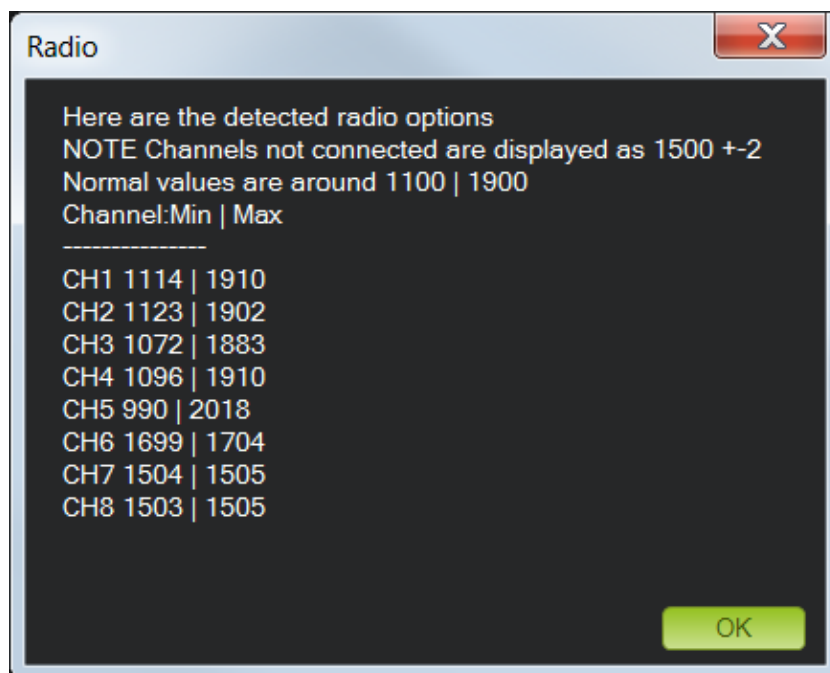 Radio
X
Here are the detected radio options
NOTE Channels not connected are displayed as 1500 +-2
Normal values are around 1100 | 1900
Channel:Min | Max
---------------
CH1 1114 | 1910
CH2 1123 | 1902
CH3 1072 | 1883
CH4 1096 | 1910
CH5 990 | 2018
CH6 1699 | 1704
CH7 1504 | 1505
CH8 1503 | 1505
OK